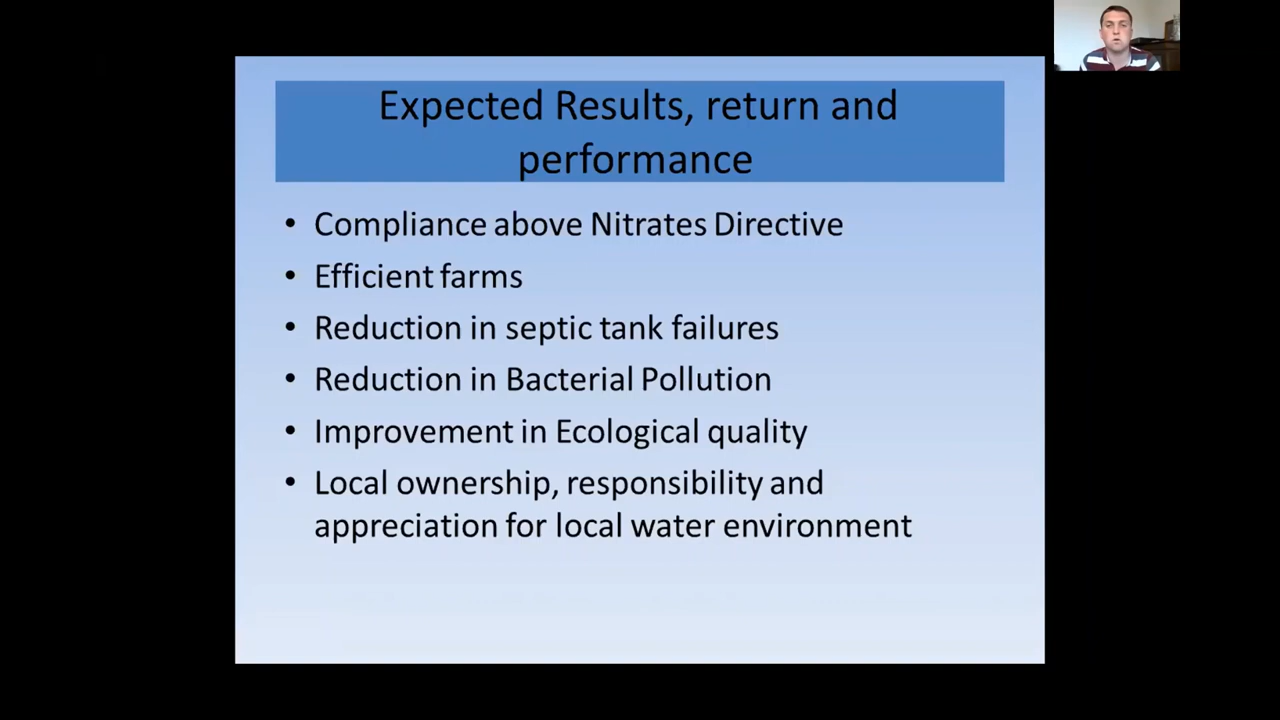 Expected Results, return and
performance
• Compliance above Nitrates Directive
• Efficient farms
• Reduction in septic tank failures
• Reduction in Bacterial Pollution
• Improvement in Ecological quality
• Local ownership, responsibility and
appreciation for local water environment